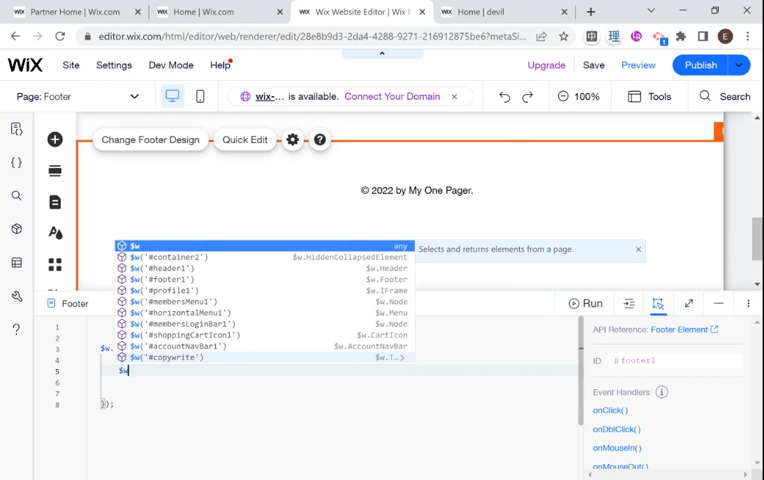 Partner Home | Wix.com
Home | Wix.com
Wix Website Editor | Wix F
Home | devil
editor.wix.com/html/editor/web/renderer/edit/28e8b9d3-2da4-4288-9271-216912875be6?metaSi
E
WiX
Site
Settings
Dev Mode
Help
Upgrade
Save
Preview
Publish
Page: Footer
wix-... is available. Connect Your Domain
100%
Tools
Search
Change Footer Design
Quick Edit
© 2022 by My One Pager.
$w any
Selects and returns elements from a page.
$w('#container2') $w.HiddenCollapsedElement
$w('#header1') $w.Header
$w('#footer1') $w.Footer
$w('#profile1') $w.IFrame
$w('#membersMenu1') $w.Node
$w('#horizontalMenu1') $w.Menu
$w('#membersLoginBar1') $w.Node
$w('#shoppingCartIcon1') $w.CartIcon
$w('#accountNavBar1') $w.AccountNavBar
$w('#copywrite') $w.T…
Footer
Run
1
2
3 $w.
4
5 $w
6
7
8 });
API Reference: Footer Element
ID #footer1
Event Handlers
onClick()
onDblClick()
onMouseIn()
onMouseOut()